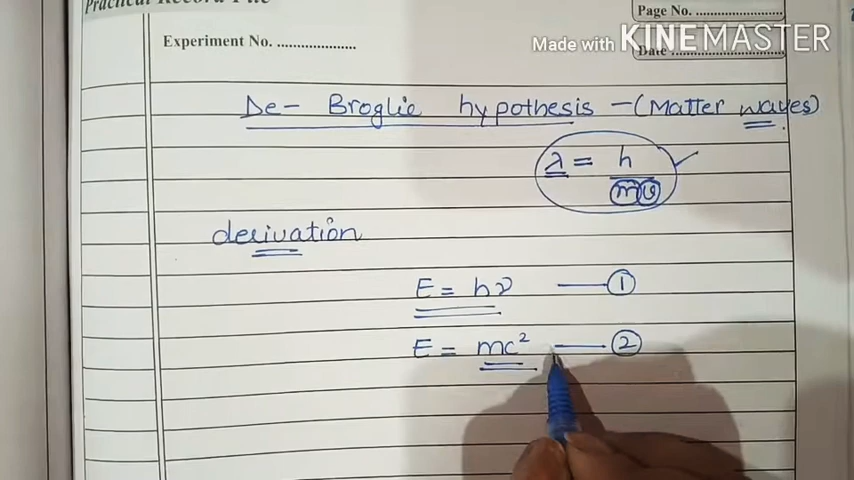 Practical Record File
Page No.
Experiment No.
Made with KINEMASTER
Date
De-Broglie hypothesis - (Matter waves)
λ = h
mv
derivation
E = hν —— ①
E = mc² —— ②